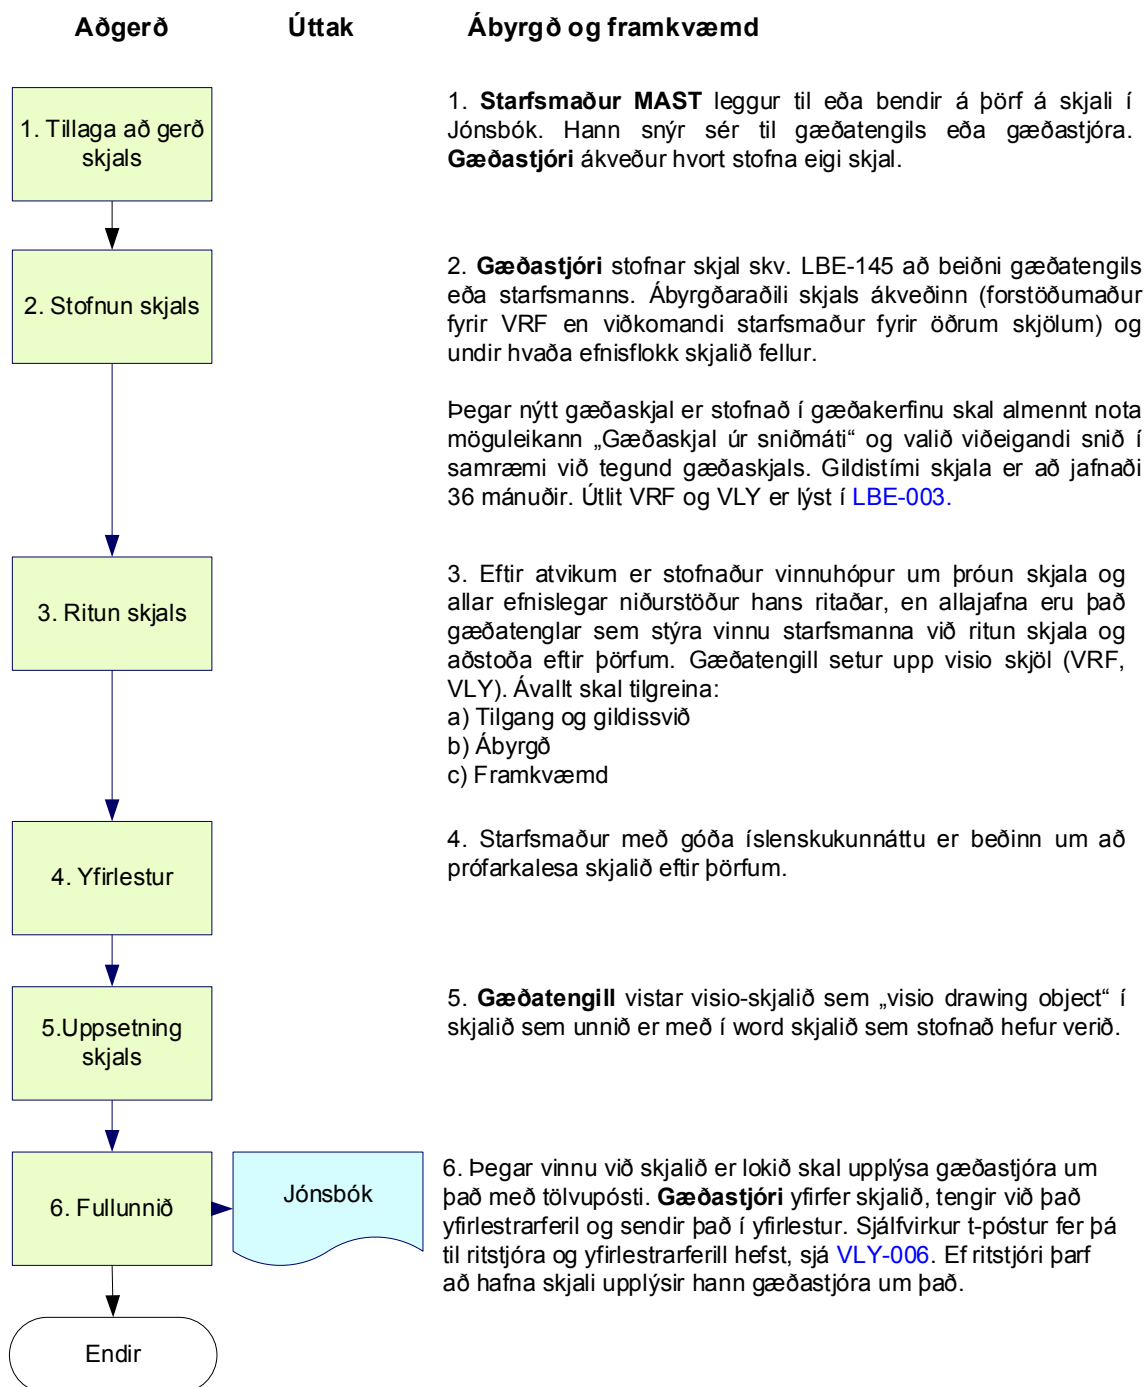 Aðgerð Úttak Ábyrgð og framkvæmd
1. Tillaga að gerð
skjals
1. Starfsmaður MAST leggur til eða bendir á þörf á skjali í
Jónsbók. Hann snýr sér til gæðatengils eða gæðastjóra.
Gæðastjóri ákveður hvort stofna eigi skjal.
2. Stofnun skjals
2. Gæðastjóri stofnar skjal skv. LBE-145 að beiðni gæðatengils
eða starfsmanns. Ábyrgðaraðili skjals ákveðinn (forstöðumaður
fyrir VRF en viðkomandi starfsmaður fyrir öðrum skjölum) og
undir hvaða efnisflokk skjalið fellur.
Þegar nýtt gæðaskjal er stofnað í gæðakerfinu skal almennt nota
möguleikann „Gæðaskjal úr sniðmáti“ og valið viðeigandi snið í
samræmi við tegund gæðaskjals. Gildistími skjala er að jafnaði
36 mánuðir. Útlit VRF og VLY er lýst í LBE-003.
3. Ritun skjals
3. Eftir atvikum er stofnaður vinnuhópur um þróun skjala og
allar efnislegar niðurstöður hans ritaðar, en allajafna eru það
gæðatenglar sem stýra vinnu starfsmanna við ritun skjala og
aðstoða eftir þörfum. Gæðatengill setur upp visio skjöl (VRF,
VLY). Ávallt skal tilgreina:
a) Tilgang og gildissvið
b) Ábyrgð
c) Framkvæmd
4. Yfirlestur
4. Starfsmaður með góða íslenskukunnáttu er beðinn um að
prófarkalesa skjalið eftir þörfum.
5.Uppsetning
skjals
5. Gæðatengill vistar visio-skjalið sem „visio drawing object“ í
skjalið sem unnið er með í word skjalið sem stofnað hefur verið.
6. Fullunnið
Jónsbók
6. Þegar vinnu við skjalið er lokið skal upplýsa gæðastjóra um
það með tölvupósti. Gæðastjóri yfirfer skjalið, tengir við það
yfirlestrarferil og sendir það í yfirlestur. Sjálfvirkur t-póstur fer þá
til ritstjóra og yfirlestrarferill hefst, sjá VLY-006. Ef ritstjóri þarf
að hafna skjali upplýsir hann gæðastjóra um það.
Endir